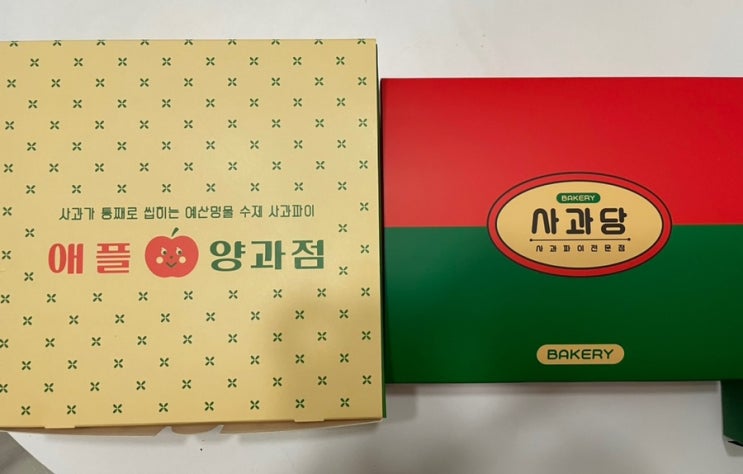 사과가 통째로 씹히는 예산명물 수제 사과파이
애플 양과점
BAKERY
사과당
사과파이전문점
BAKERY